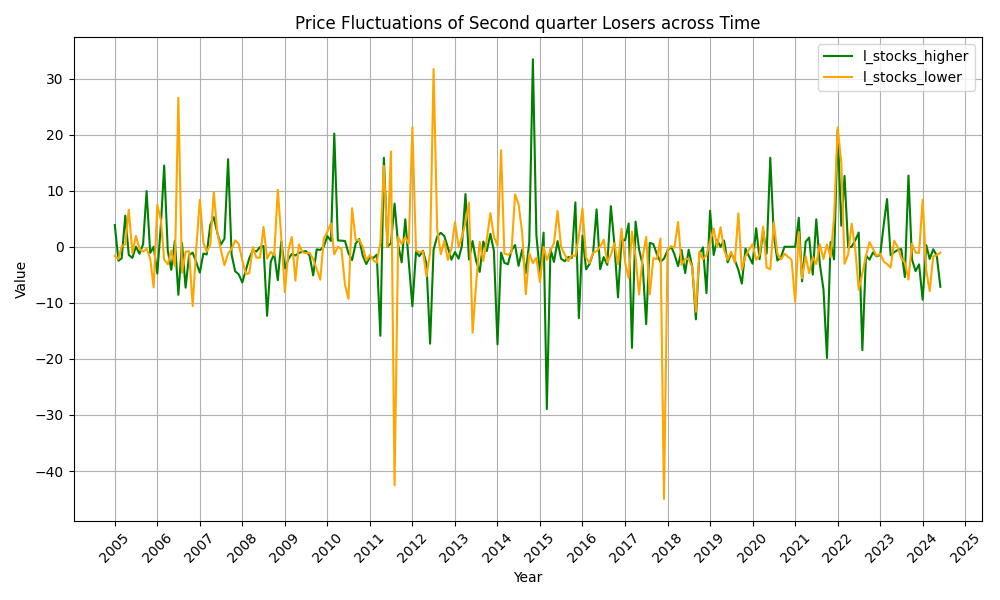 Price Fluctuations of Second quarter Losers across Time
l_stocks_higher
l_stocks_lower
Value
30
20
10
0
−10
−20
−30
−40
2005 2006 2007 2008 2009 2010 2011 2012 2013 2014 2015 2016 2017 2018 2019 2020 2021 2022 2023 2024 2025
Year